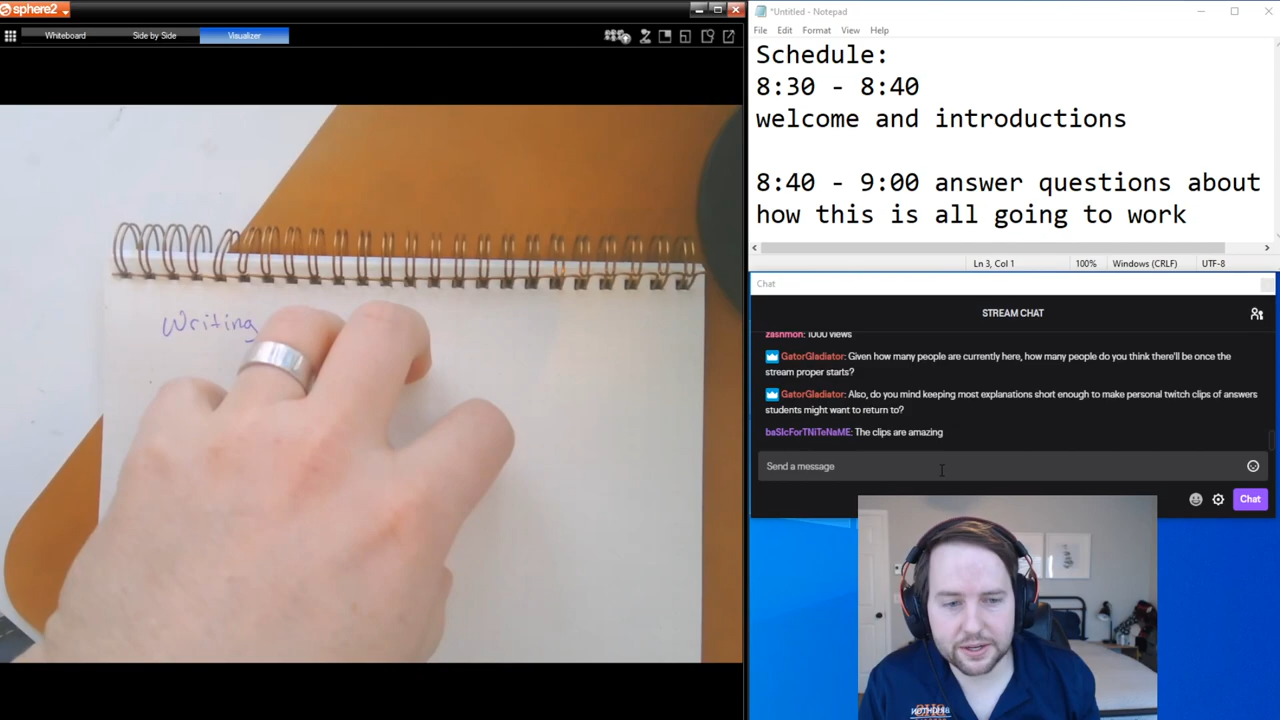 sphere2
Whiteboard
Side by Side
Visualizer
Writing
*Untitled - Notepad
File Edit Format View Help
Schedule:
8:30 - 8:40
welcome and introductions
8:40 - 9:00 answer questions about
how this is all going to work
Ln 3, Col 1 100% Windows (CRLF) UTF-8
Chat
STREAM CHAT
zashmon: 1000 views
GatorGladiator: Given how many people are currently here, how many people do you think there'll be once the
stream proper starts?
GatorGladiator: Also, do you mind keeping most explanations short enough to make personal twitch clips of answers
students might want to return to?
baSIcForTNiTeNaME: The clips are amazing
Send a message
Chat